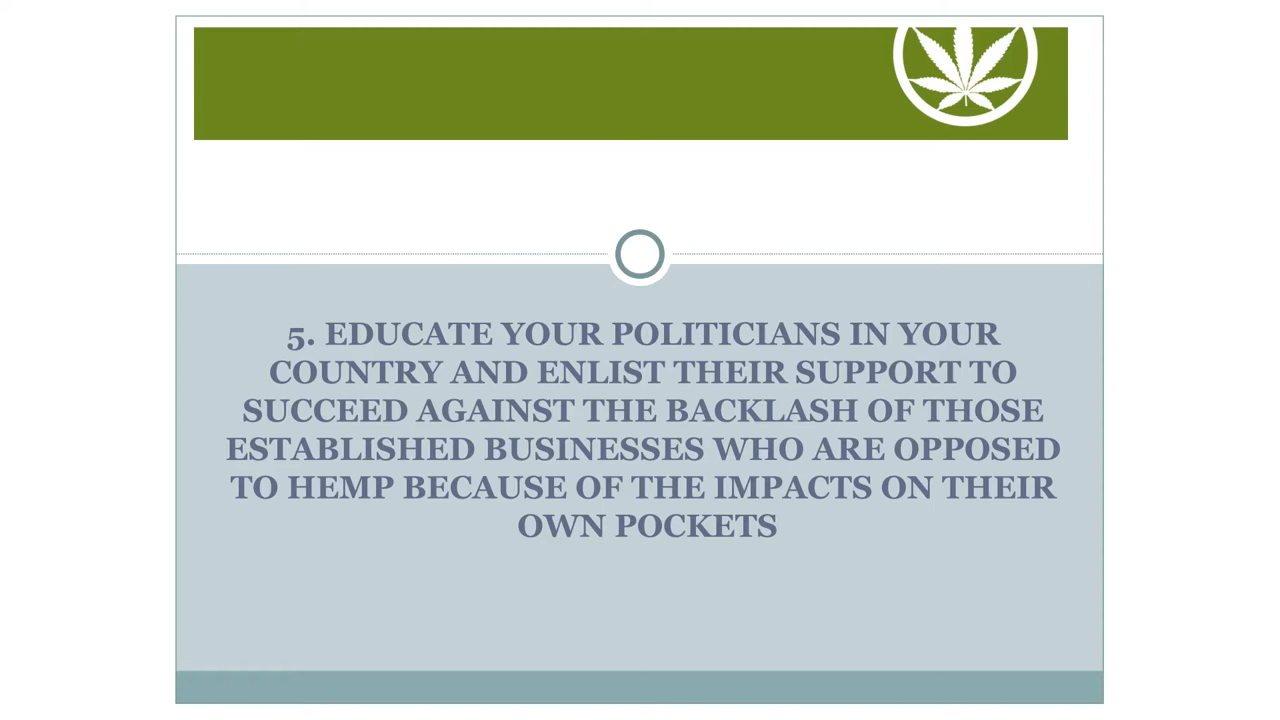 5. EDUCATE YOUR POLITICIANS IN YOUR
COUNTRY AND ENLIST THEIR SUPPORT TO
SUCCEED AGAINST THE BACKLASH OF THOSE
ESTABLISHED BUSINESSES WHO ARE OPPOSED
TO HEMP BECAUSE OF THE IMPACTS ON THEIR
OWN POCKETS